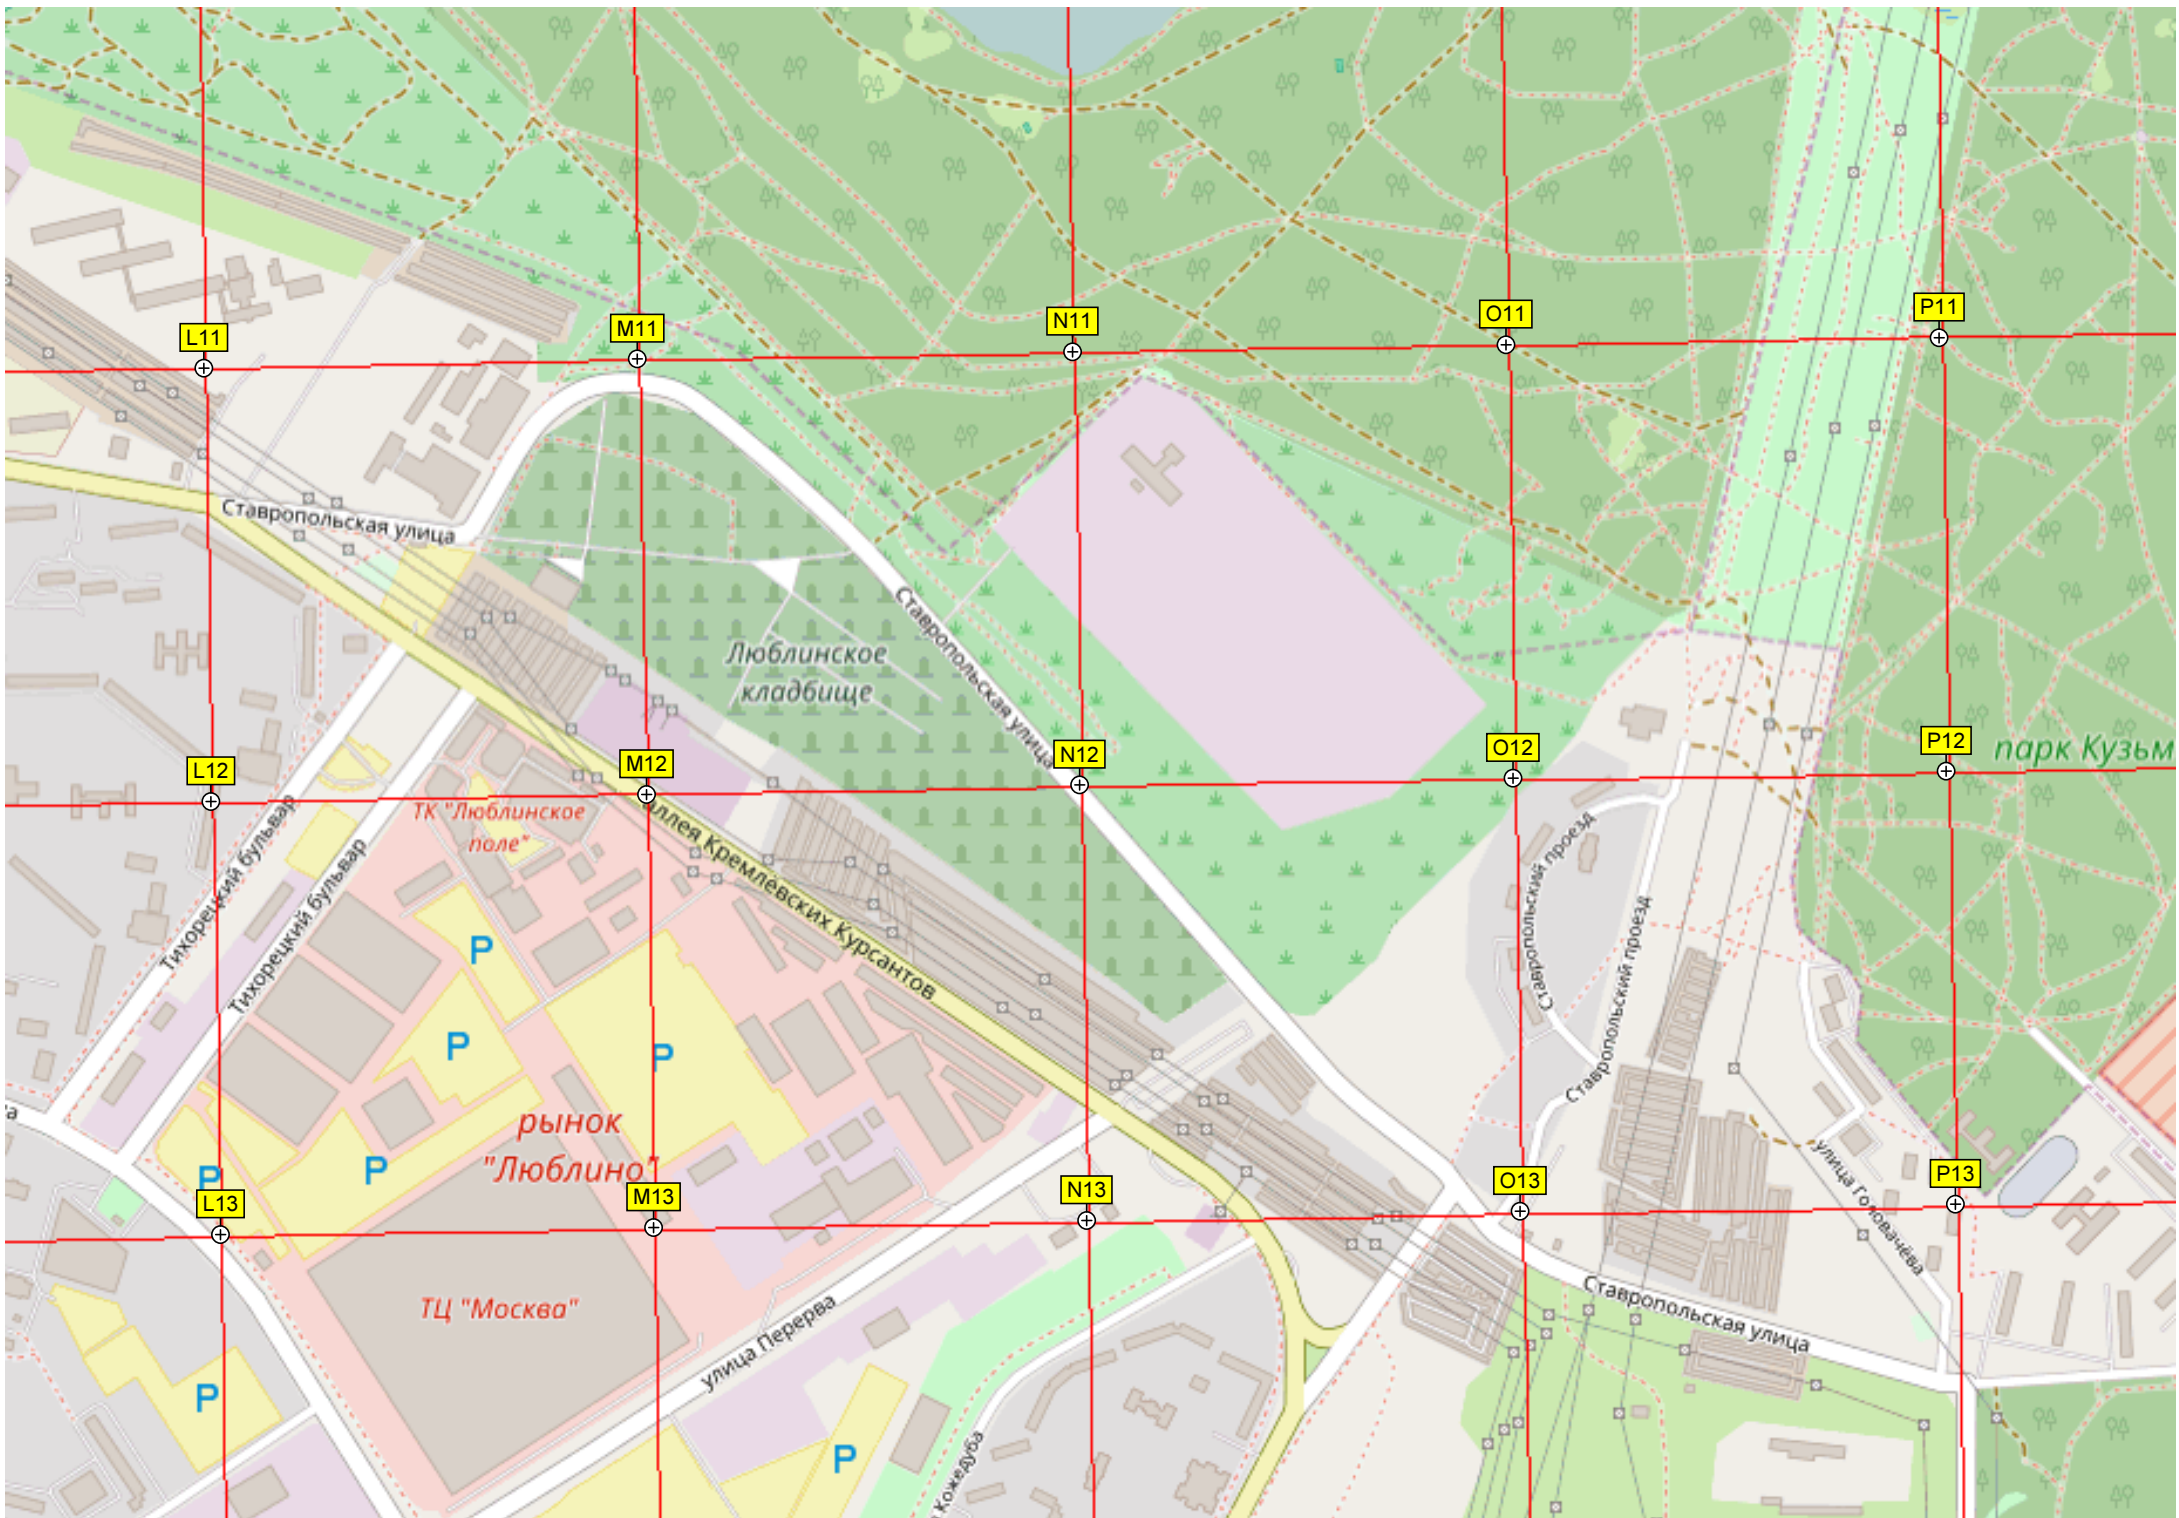 L11
M11
N11
O11
P11
Ставропольская улица
Ставропольская улица
Люблинское
кладбище
L12
M12
N12
O12
P12
парк Кузьм
ТК "Люблинское
поле"
аллея Кремлёвских Курсантов
Тихорецкий бульвар
Тихорецкий бульвар
Ставропольский проезд
Ставропольский проезд
P
P
P
P
P
рынок
"Люблино"
улица Головачёва
L13
M13
N13
O13
P13
ТЦ "Москва"
улица Перерва
Ставропольская улица
P
P
Кожедуба